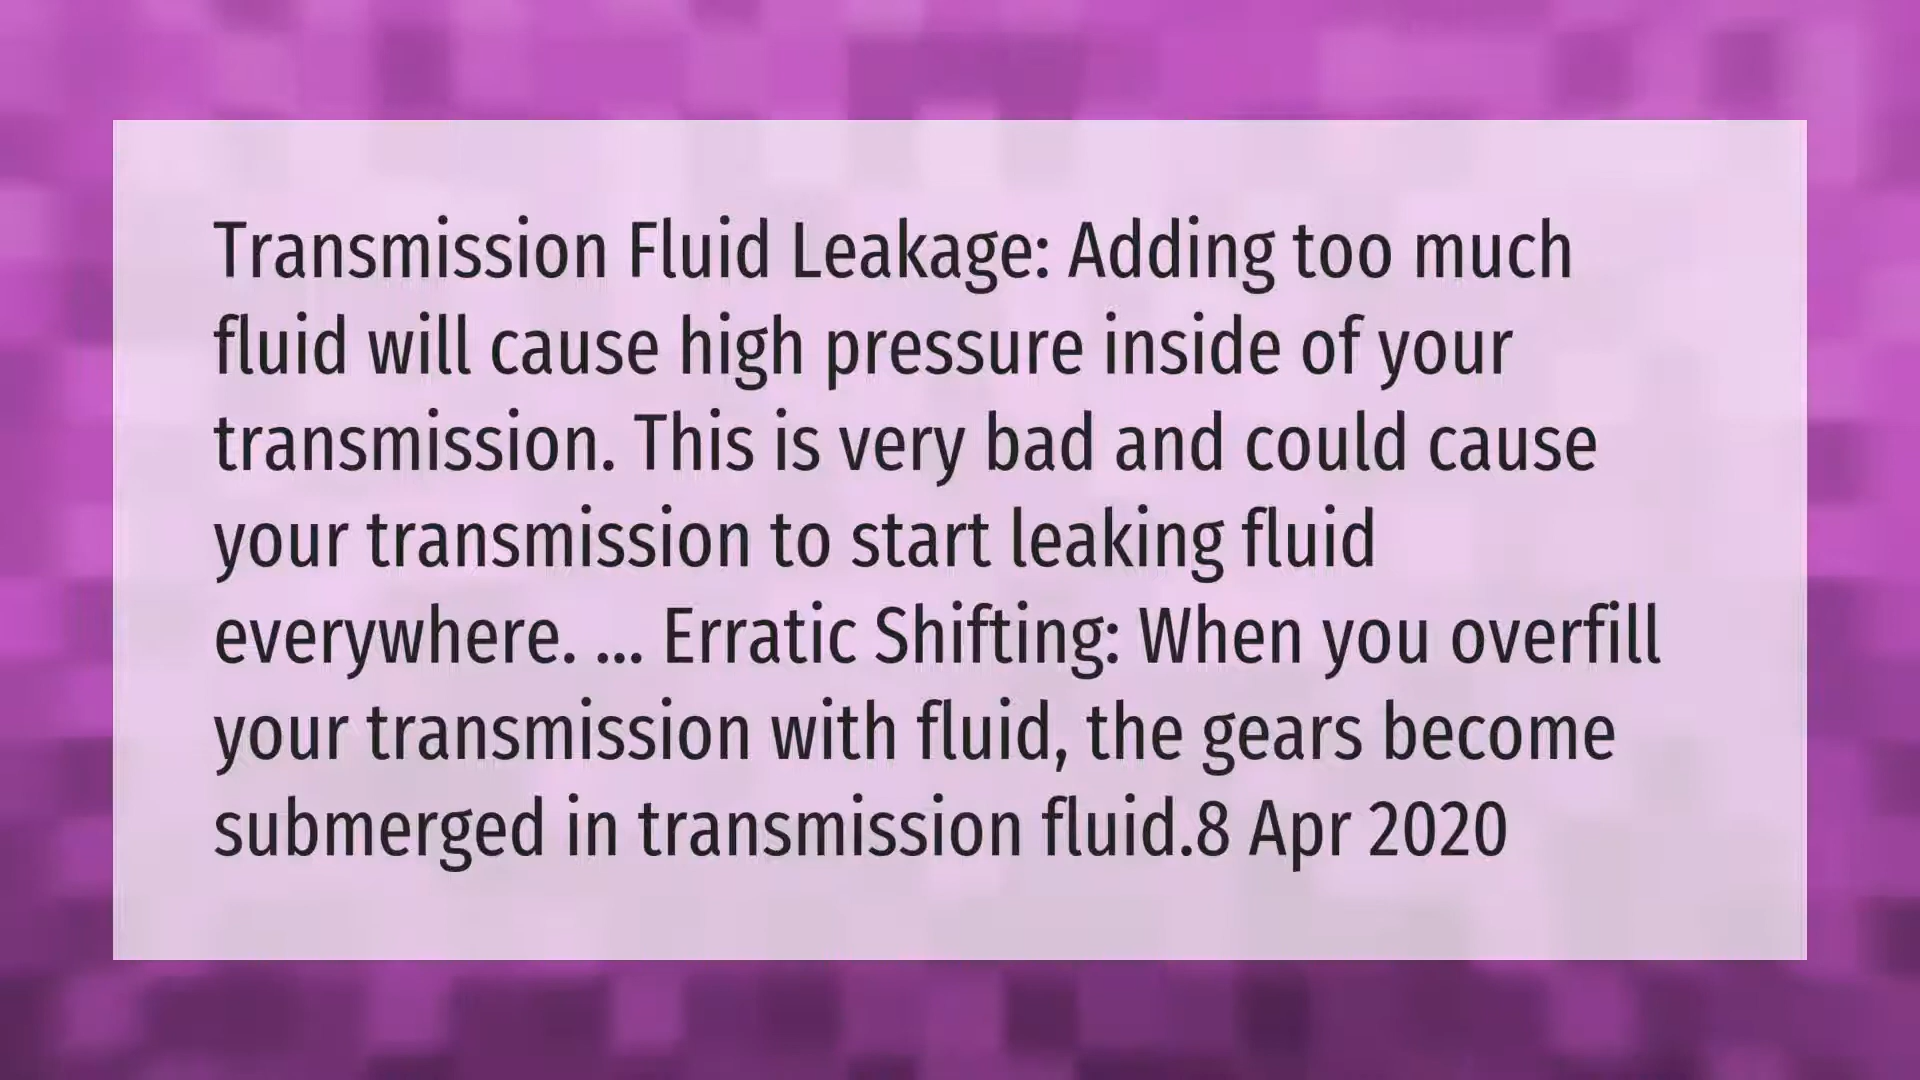 Transmission Fluid Leakage: Adding too much
fluid will cause high pressure inside of your
transmission. This is very bad and could cause
your transmission to start leaking fluid
everywhere. ... Erratic Shifting: When you overfill
your transmission with fluid, the gears become
submerged in transmission fluid.8 Apr 2020